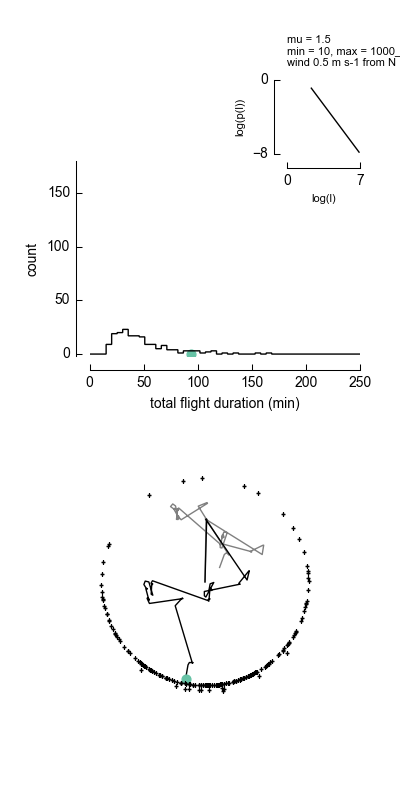 mu = 1.5
min = 10, max = 1000_
wind 0.5 m s-1 from N
0
−8
log(p(l))
0 7
log(l)
150
100
50
0
count
0 50 100 150 200 250
total flight duration (min)